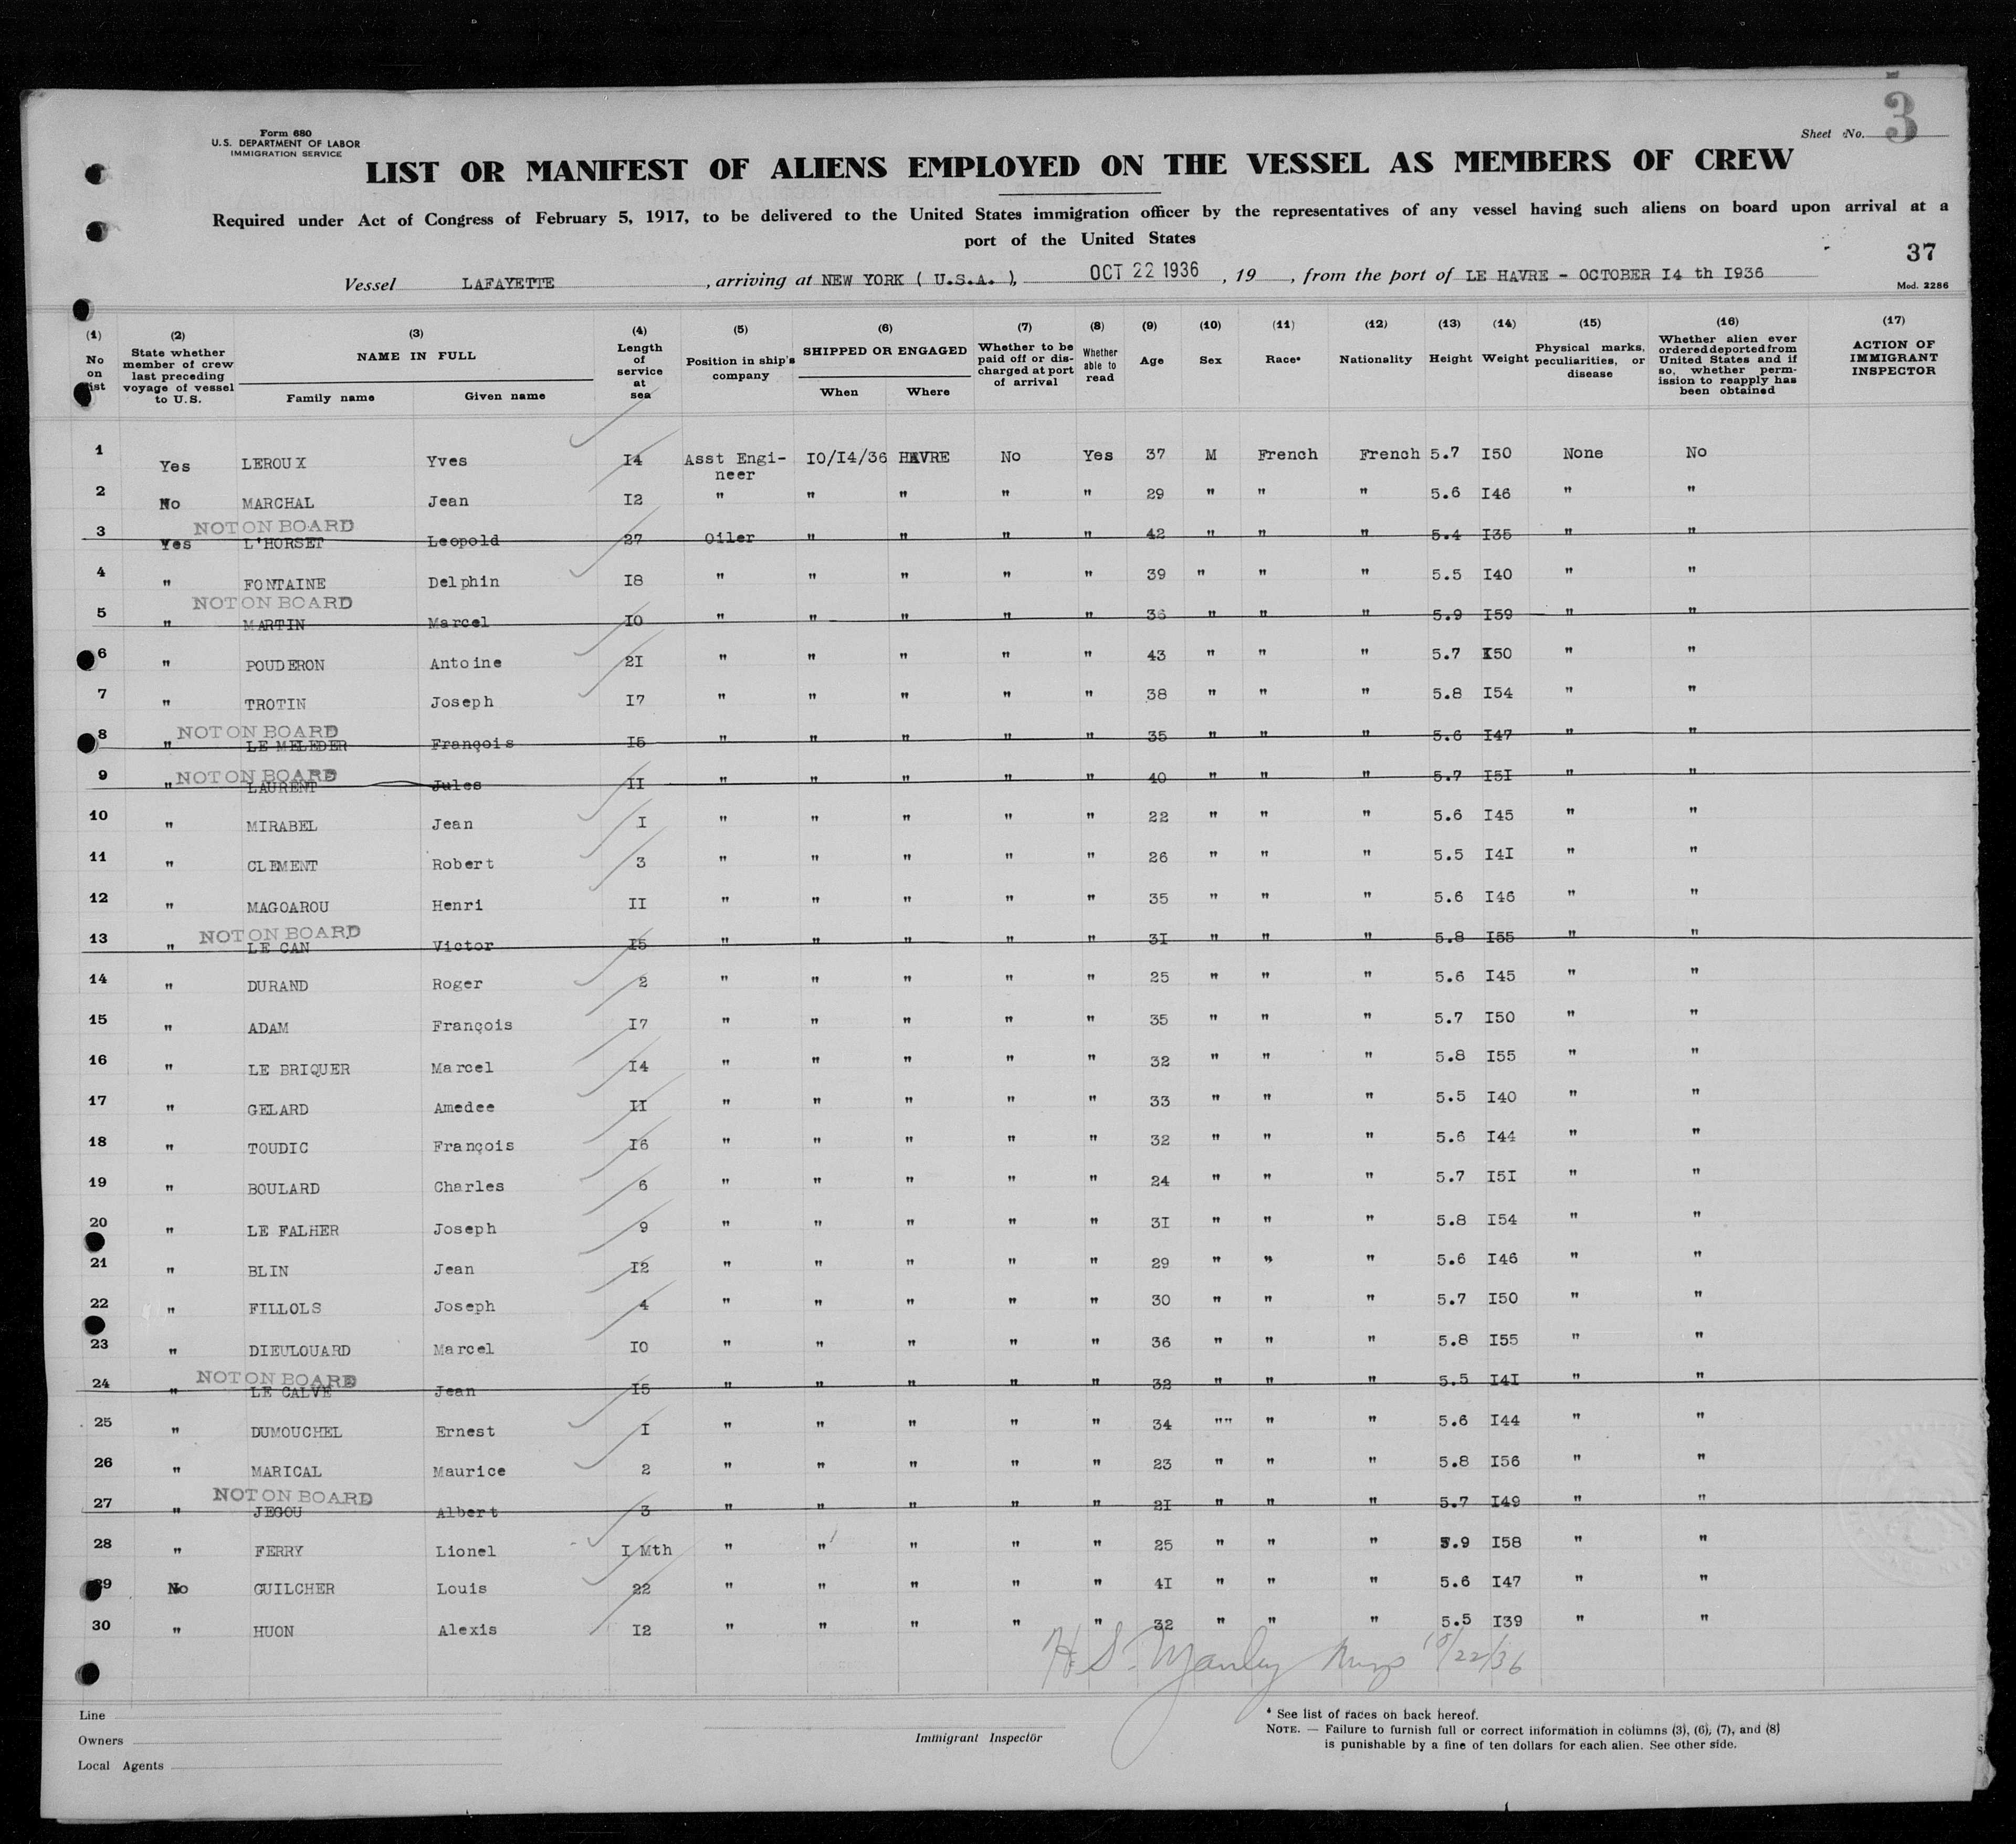 3
Form 680
U.S. DEPARTMENT OF LABOR
IMMIGRATION SERVICE
Sheet No.
LIST OR MANIFEST OF ALIENS EMPLOYED ON THE VESSEL AS MEMBERS OF CREW
Required under Act of Congress of February 5, 1917, to be delivered to the United States immigration officer by the representatives of any vessel having such aliens on board upon arrival at a
port of the United States
37
Vessel LAFAYETTE , arriving at NEW YORK ( U.S.A. ), OCT 22 1936 , 19 , from the port of LE HAVRE - OCTOBER I4 th I936
Mod. 2286
(1) No on list
(2) State whether member of crew last preceding voyage of vessel to U.S.
(3) NAME IN FULL Family name Given name
(4) Length of service at sea
(5) Position in ship's company
(6) SHIPPED OR ENGAGED When Where
(7) Whether to be paid off or discharged at port of arrival
(8) Whether able to read
(9) Age
(10) Sex
(11) Race*
(12) Nationality
(13) Height
(14) Weight
(15) Physical marks, peculiarities, or disease
(16) Whether alien ever ordered deported from United States and if so, whether permission to reapply has been obtained
(17) ACTION OF IMMIGRANT INSPECTOR
1 Yes LEROUX Yves I4 Asst Engi-neer IO/I4/36 HAVRE No Yes 37 M French French 5.7 I50 None No
2 No MARCHAL Jean I2 " " " " " 29 " " " 5.6 I46 " "
NOT ON BOARD
3 Yes L'HORSET Leopold 27 Oiler " " " " 42 " " " 5.4 I35 " "
4 " FONTAINE Delphin I8 " " " " " 39 " " " 5.5 I40 " "
NOT ON BOARD
5 " MARTIN Marcel IO " " " " " 36 " " " 5.9 I59 " "
6 " POUDERON Antoine 2I " " " " " 43 " " " 5.7 I50 " "
7 " TROTIN Joseph I7 " " " " " 38 " " " 5.8 I54 " "
NOT ON BOARD
8 " LE MELEDER François I5 " " " " " 35 " " " 5.6 I47 " "
NOT ON BOARD
9 " LAURENT Jules II " " " " " 40 " " " 5.7 I5I " "
10 " MIRABEL Jean I " " " " " 22 " " " 5.6 I45 " "
11 " CLEMENT Robert 3 " " " " " 26 " " " 5.5 I4I " "
12 " MAGOAROU Henri II " " " " " 35 " " " 5.6 I46 " "
NOT ON BOARD
13 " LE CAN Victor I5 " " " " " 3I " " " 5.8 I55 " "
14 " DURAND Roger 2 " " " " " 25 " " " 5.6 I45 " "
15 " ADAM François I7 " " " " " 35 " " " 5.7 I50 " "
16 " LE BRIQUER Marcel I4 " " " " " 32 " " " 5.8 I55 " "
17 " GELARD Amedee II " " " " " 33 " " " 5.5 I40 " "
18 " TOUDIC François I6 " " " " " 32 " " " 5.6 I44 " "
19 " BOULARD Charles 6 " " " " " 24 " " " 5.7 I5I " "
20 " LE FALHER Joseph 9 " " " " " 3I " " " 5.8 I54 " "
21 " BLIN Jean I2 " " " " " 29 " " " 5.6 I46 " "
22 " FILLOLS Joseph 4 " " " " " 30 " " " 5.7 I50 " "
23 " DIEULOUARD Marcel IO " " " " " 36 " " " 5.8 I55 " "
NOT ON BOARD
24 " LE CALVE Jean I5 " " " " " 32 " " " 5.5 I4I " "
25 " DUMOUCHEL Ernest I " " " " " 34 "" " " 5.6 I44 " "
26 " MARICAL Maurice 2 " " " " " 23 " " " 5.8 I56 " "
NOT ON BOARD
27 " JEGOU Albert 3 " " " " " 2I " " " 5.7 I49 " "
28 " FERRY Lionel I Mth " " " " " 25 " " " 5.9 I58 " "
29 No GUILCHER Louis 22 " " " " " 4I " " " 5.6 I47 " "
30 " HUON Alexis I2 " " " " " 32 " " " 5.5 I39 " "
H. S. Manley 10/22/36
Line
Owners
Local Agents
Immigrant Inspector
* See list of races on back hereof.
NOTE. — Failure to furnish full or correct information in columns (3), (6), (7), and (8)
is punishable by a fine of ten dollars for each alien. See other side.